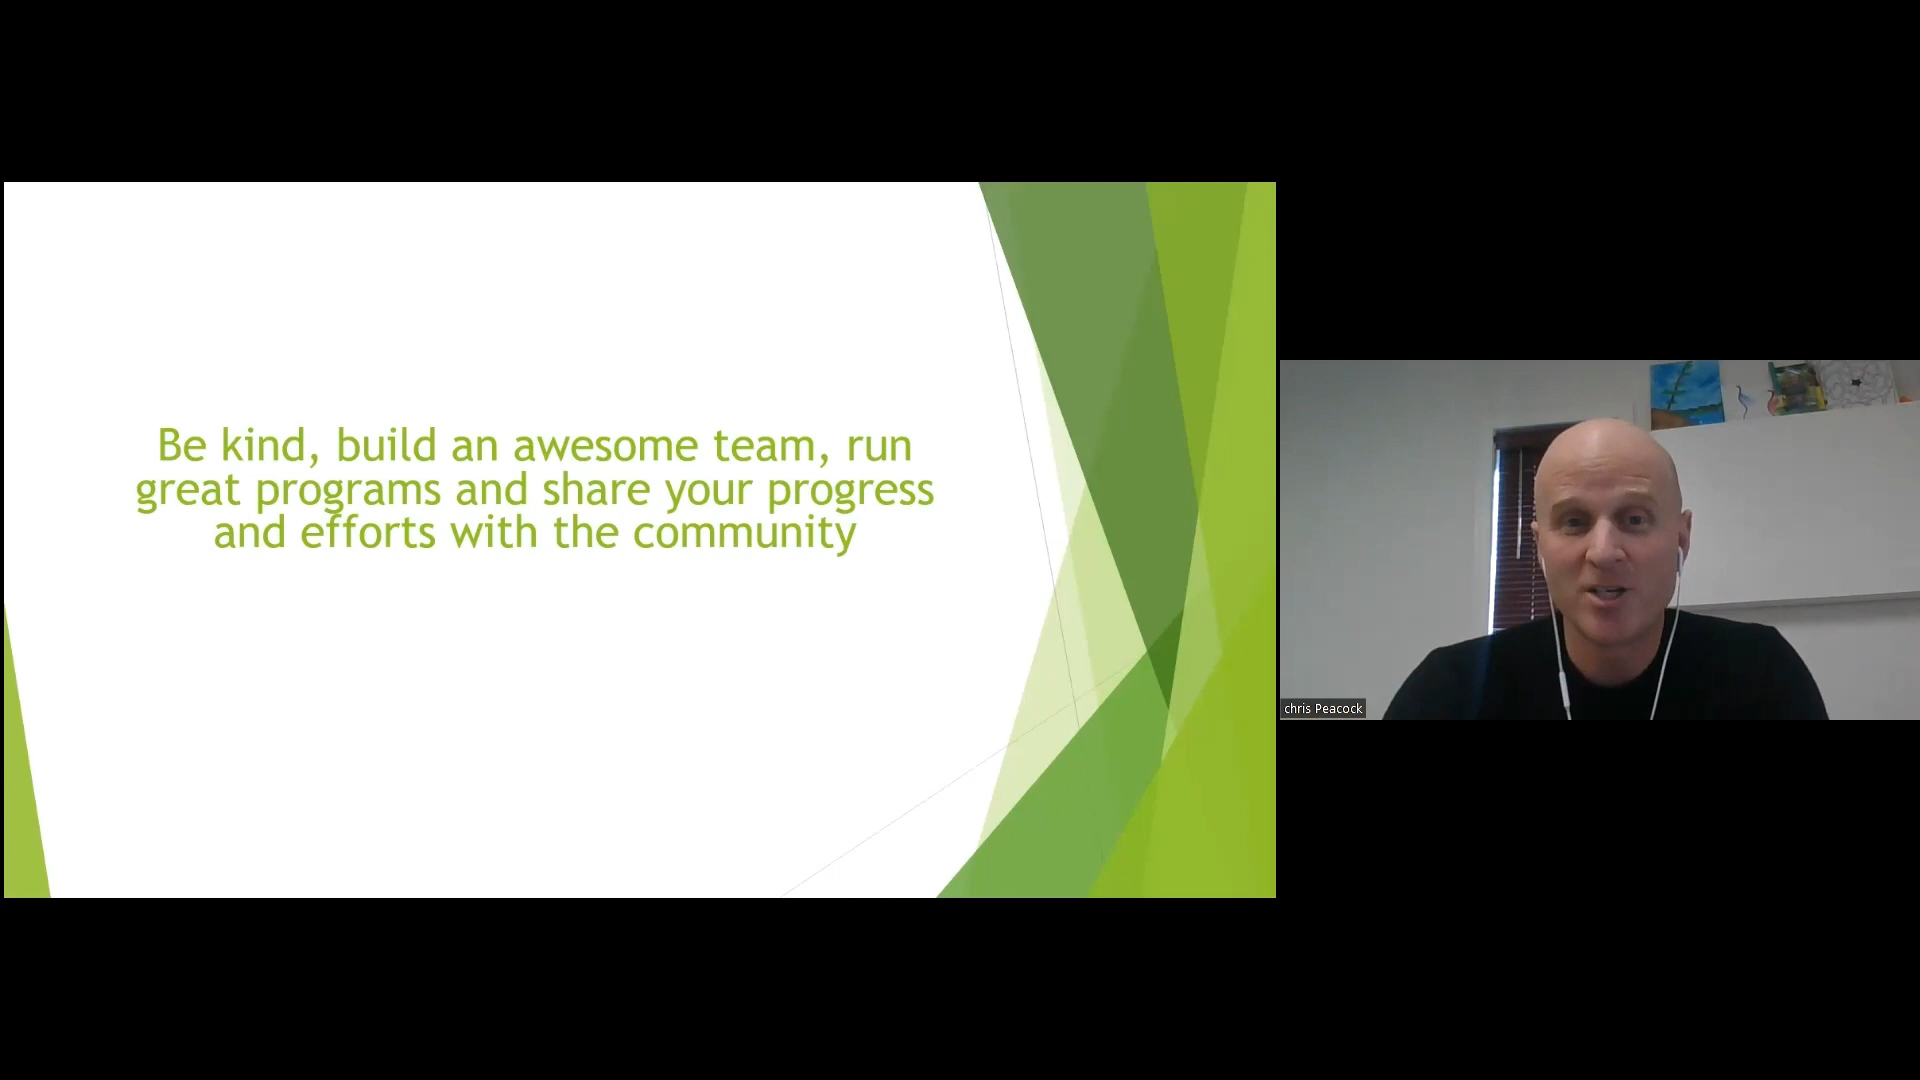 Be kind, build an awesome team, run
great programs and share your progress
and efforts with the community
chris Peacock